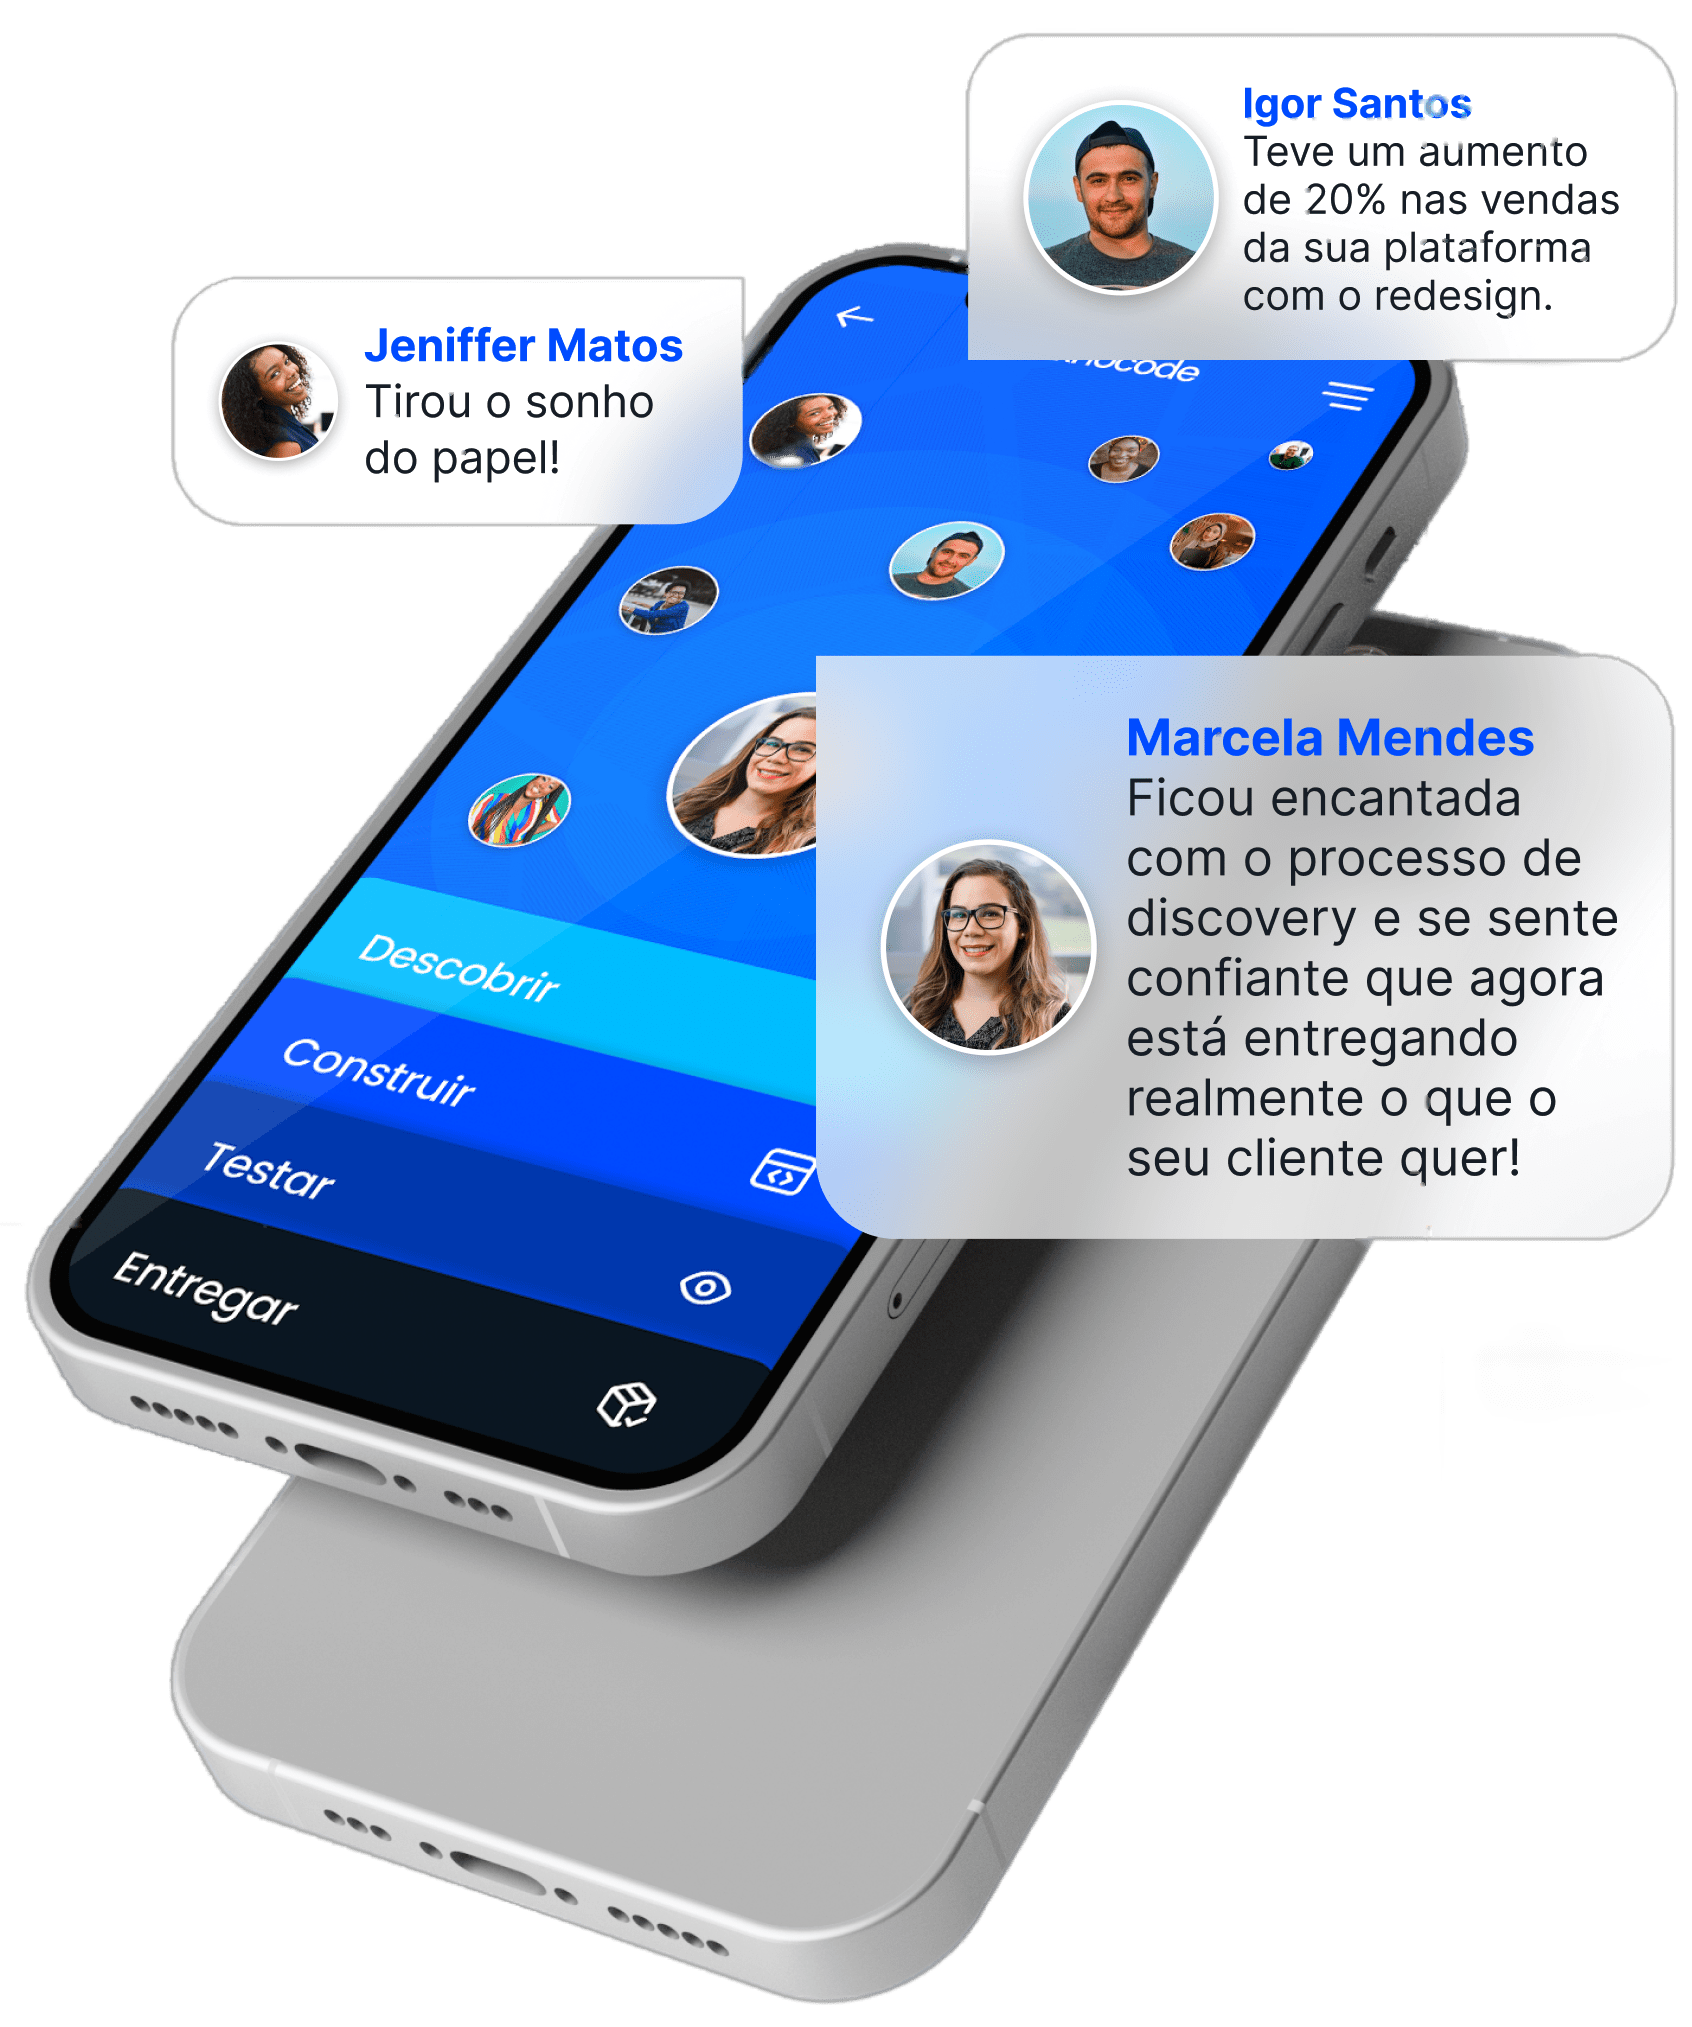 Igor Santos
Teve um aumento
de 20% nas vendas
da sua plataforma
com o redesign.
Jeniffer Matos
Tirou o sonho
do papel!
Marcela Mendes
Ficou encantada
com o processo de
discovery e se sente
confiante que agora
está entregando
realmente o que o
seu cliente quer!
Descobrir
Construir
Testar
Entregar